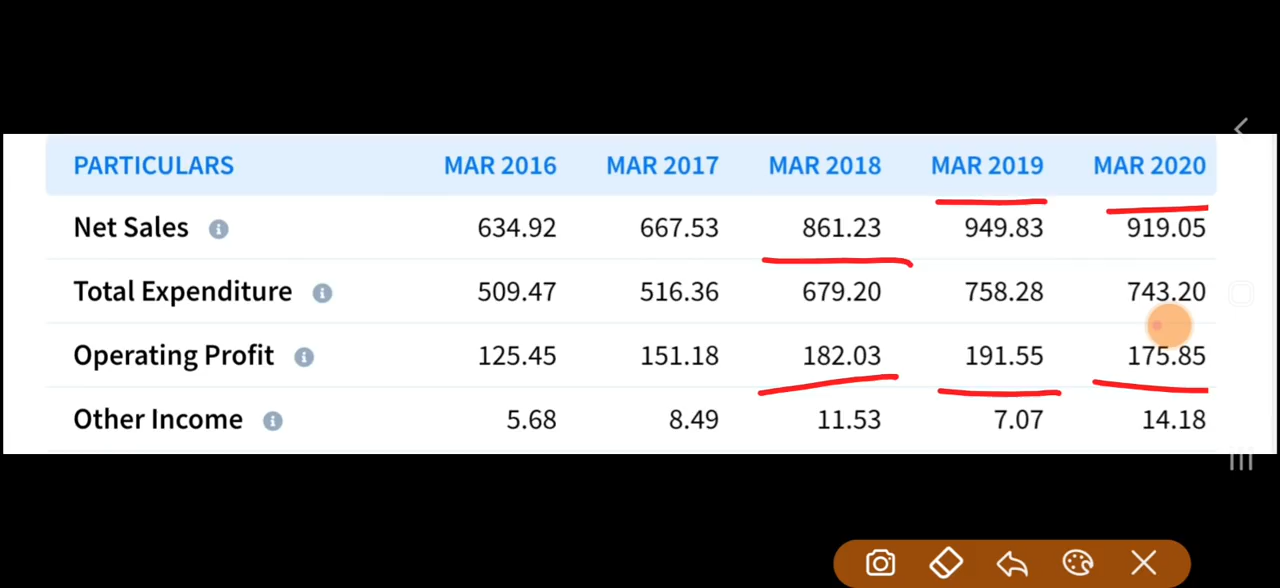 PARTICULARS MAR 2016 MAR 2017 MAR 2018 MAR 2019 MAR 2020
Net Sales 634.92 667.53 861.23 949.83 919.05
Total Expenditure 509.47 516.36 679.20 758.28 743.20
Operating Profit 125.45 151.18 182.03 191.55 175.85
Other Income 5.68 8.49 11.53 7.07 14.18